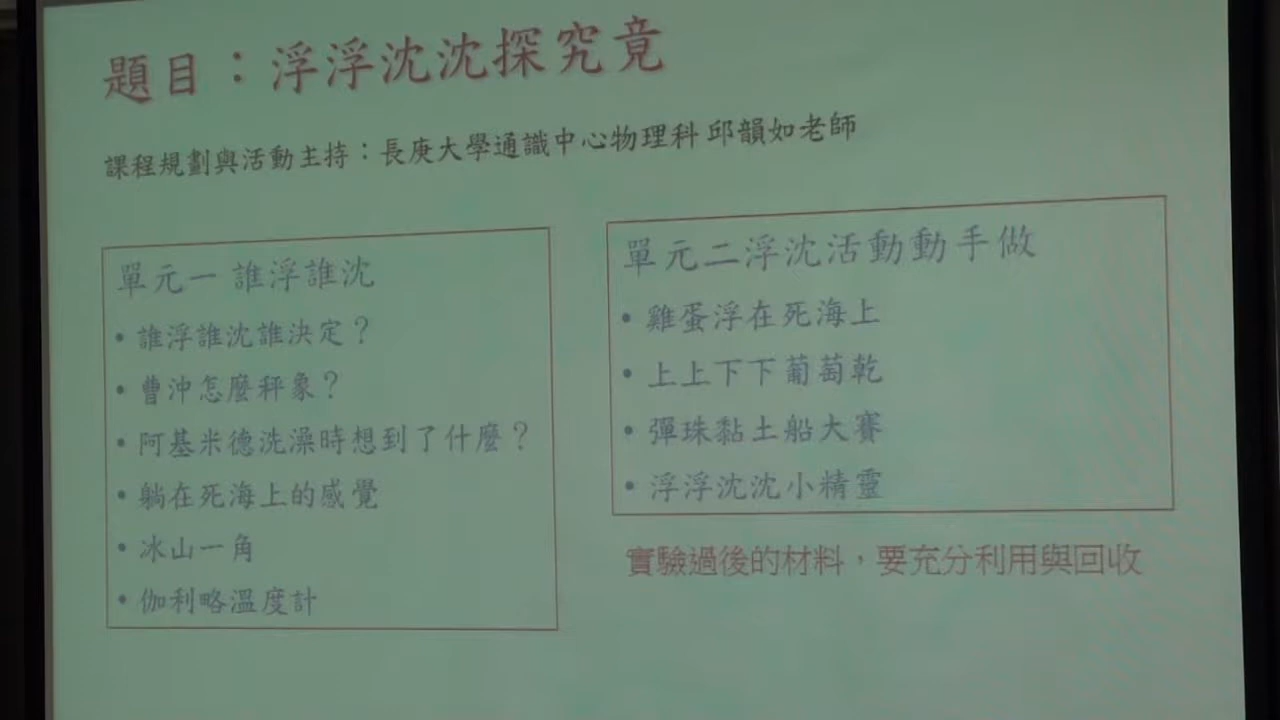 題目：浮浮沈沈探究竟
課程規劃與活動主持：長庚大學通識中心物理科 邱韻如老師
單元一 誰浮誰沈
• 誰浮誰沈誰決定？
• 曹沖怎麼秤象？
• 阿基米德洗澡時想到了什麼？
• 躺在死海上的感覺
• 冰山一角
• 伽利略溫度計
單元二浮沈活動動手做
• 雞蛋浮在死海上
• 上上下下葡萄乾
• 彈珠黏土船大賽
• 浮浮沈沈小精靈
實驗過後的材料，要充分利用與回收